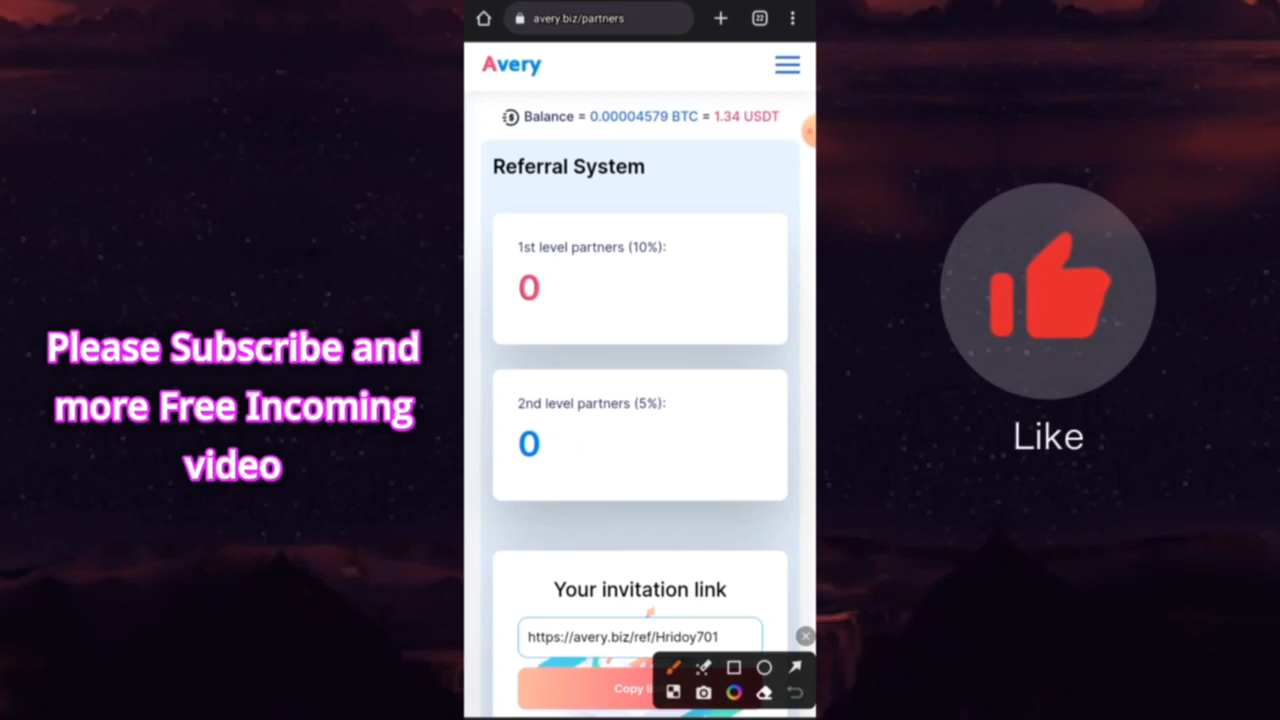 22
avery.biz/partners
Avery
Balance = 0.00004579 BTC = 1.34 USDT
Referral System
1st level partners (10%):
0
2nd level partners (5%):
0
Your invitation link
https://avery.biz/ref/Hridoy701
Copy
Please Subscribe and
more Free Incoming
video
Like